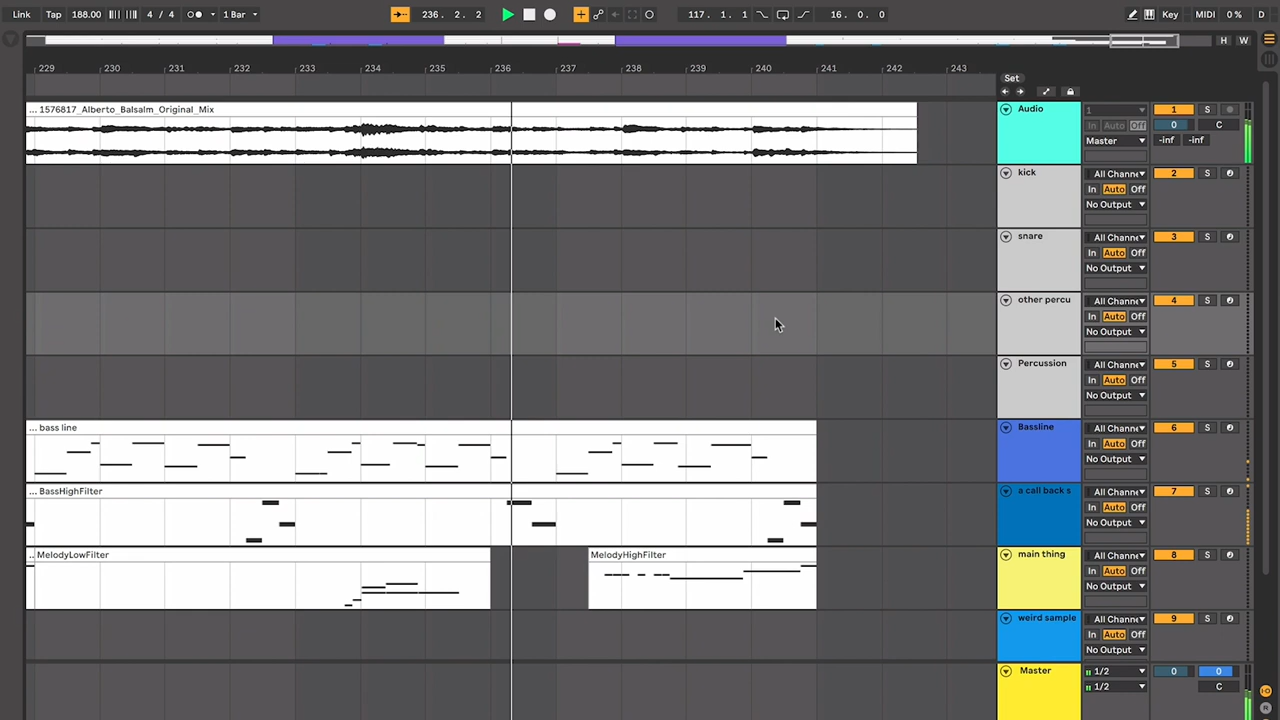 Link Tap 188.00 4 / 4 1 Bar 236. 2. 2 117. 1. 1 16. 0. 0 Key MIDI 0 % D
H W
229 230 231 232 233 234 235 236 237 238 239 240 241 242 243
Set
... 1576817_Alberto_Balsalm_Original_Mix
Audio 1 1 S
In Auto Off 0 C
Master -inf -inf
kick All Channe 2 S
In Auto Off
No Output
snare All Channe 3 S
In Auto Off
No Output
other percu All Channe 4 S
In Auto Off
No Output
Percussion All Channe 5 S
In Auto Off
No Output
... bass line
Bassline All Channe 6 S
In Auto Off
No Output
... BassHighFilter
a call back s All Channe 7 S
In Auto Off
No Output
.. MelodyLowFilter MelodyHighFilter
main thing All Channe 8 S
In Auto Off
No Output
weird sample All Channe 9 S
In Auto Off
No Output
Master 1/2 0 0
1/2 C
R